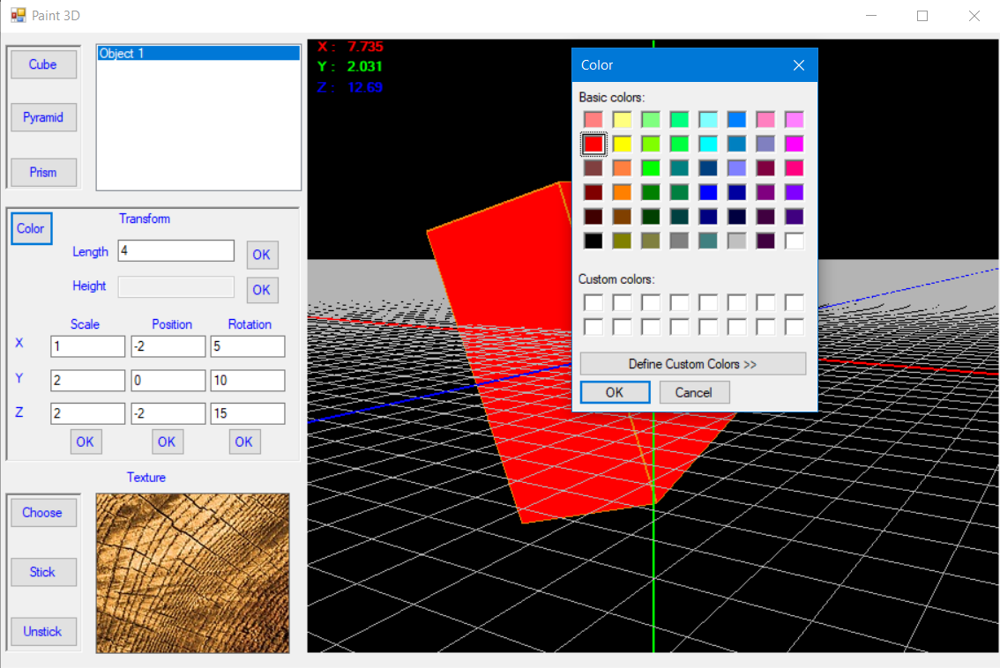 Paint 3D
Cube
Pyramid
Prism
Object 1
X : 7.735
Y : 2.031
Z : 12.69
Color
Transform
Length 4 OK
Height OK
Scale Position Rotation
X 1 -2 5
Y 2 0 10
Z 2 -2 15
OK OK OK
Texture
Choose
Stick
Unstick
Color
Basic colors:
Custom colors:
Define Custom Colors >>
OK Cancel